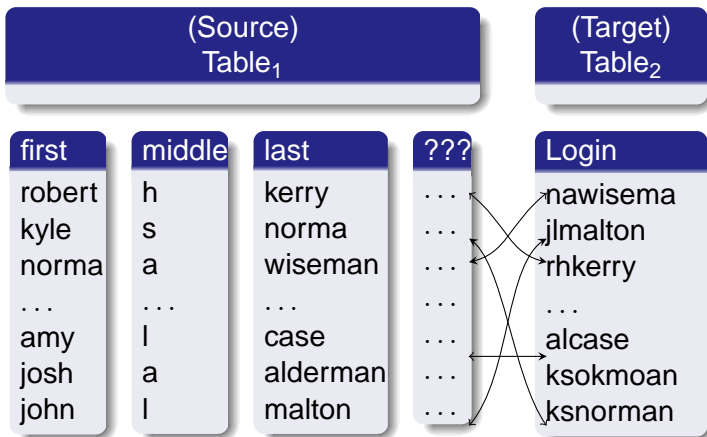 (Source) (Target)
Table₁ Table₂
first middle last ??? Login
robert h kerry ... nawisema
kyle s norma ... jlmalton
norma a wiseman ... rhkerry
... ... ... ... ...
amy l case ... alcase
josh a alderman ... ksokmoan
john l malton ... ksnorman